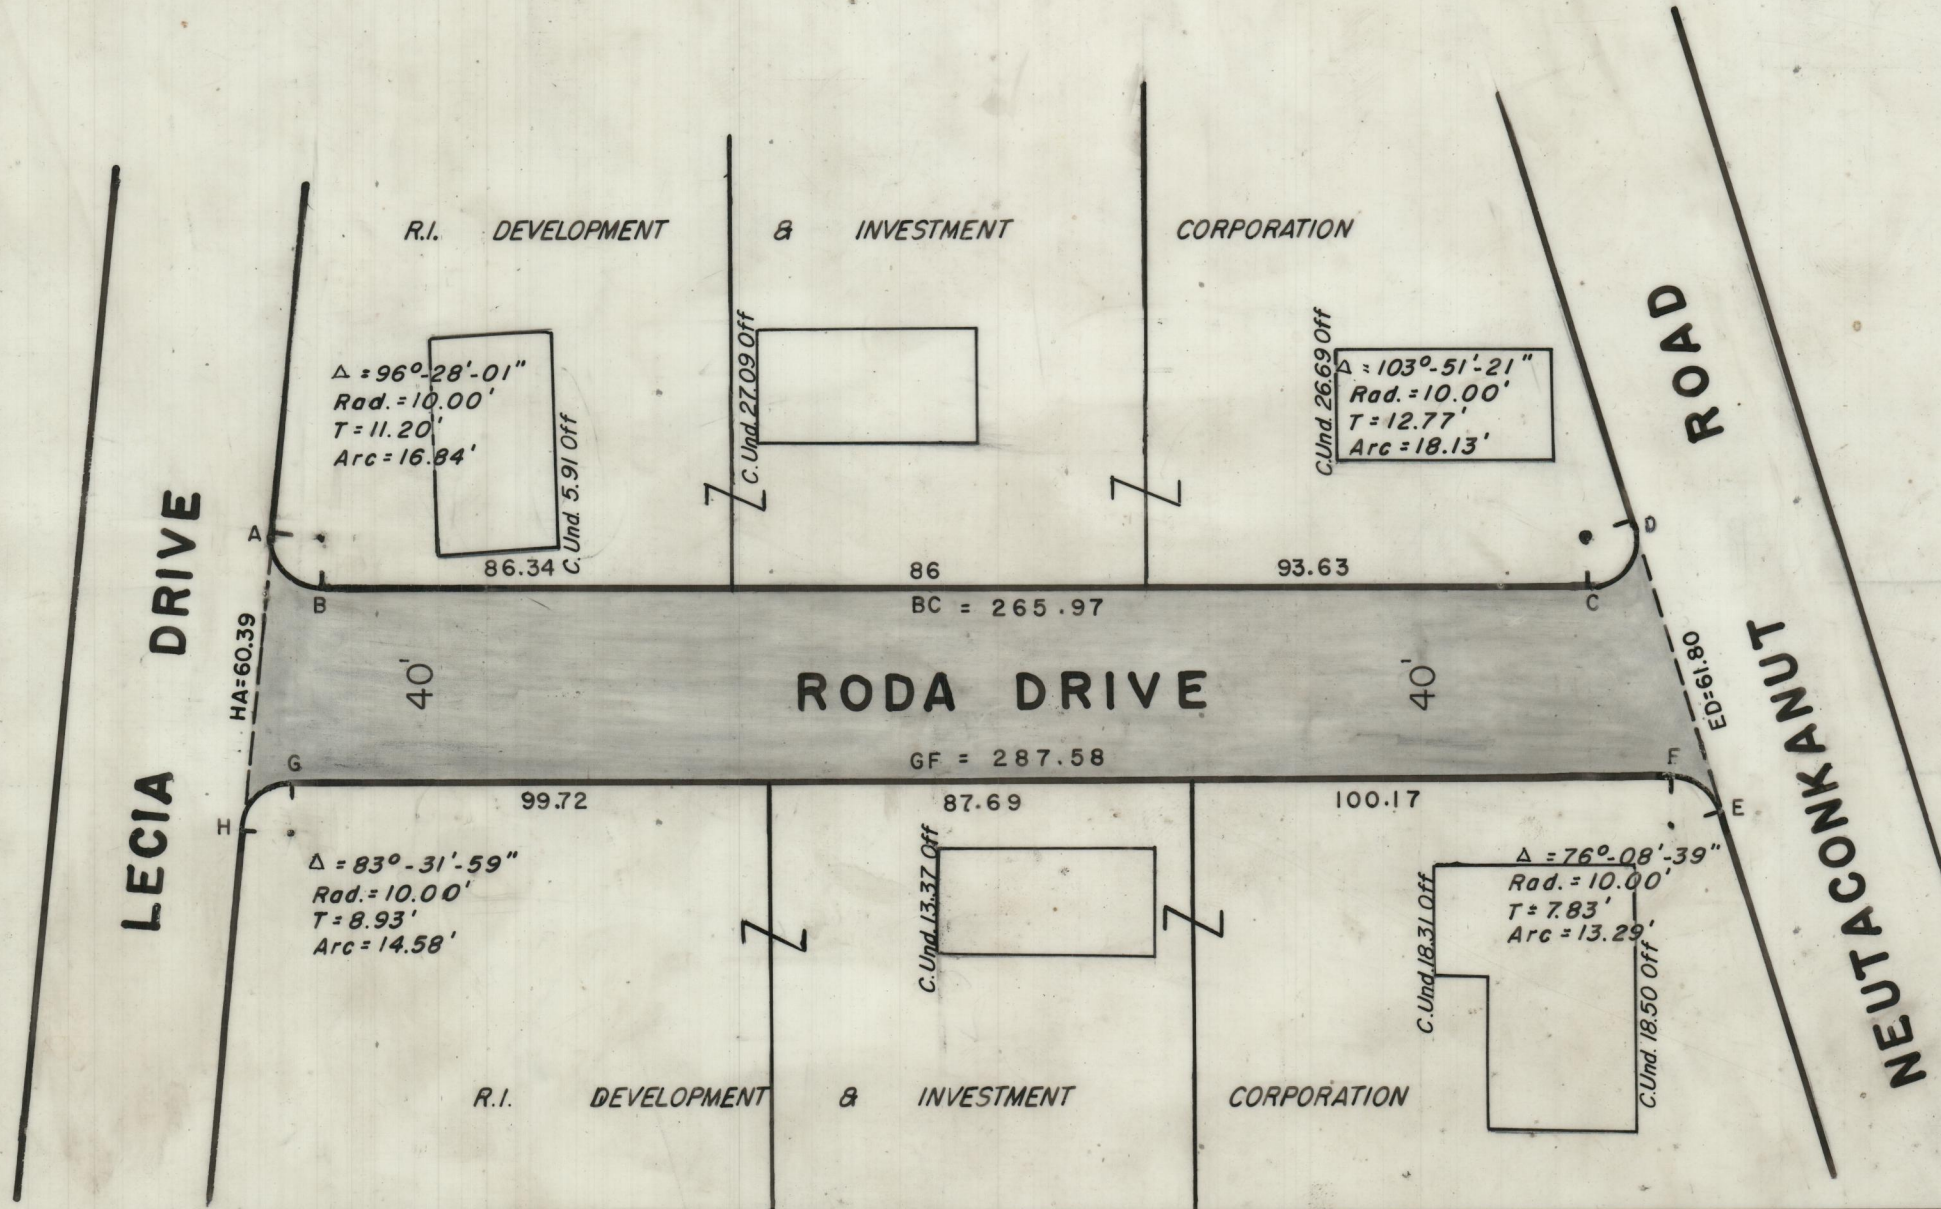 R.I. DEVELOPMENT & INVESTMENT CORPORATION
ROAD
NEUTACONKANUT
LECIA DRIVE
Δ = 96°-28'-01"
Rad. = 10.00'
T = 11.20'
Arc = 16.84'
C. Und. 5.91 Off
C. Und. 27.09 Off
C.Und. 26.69 Off
Δ = 103°-51'-21"
Rad. = 10.00'
T = 12.77'
Arc = 18.13'
A
D
86.34
86
93.63
B
BC = 265.97
C
HA=60.39
40'
RODA DRIVE
40'
ED=61.80
G
GF = 287.58
F
99.72
87.69
100.17
H
E
Δ = 83°-31'-59"
Rad. = 10.00'
T = 8.93'
Arc = 14.58'
C.Und. 13.37 Off
C.Und. 18.31 Off
Δ = 76°-08'-39"
Rad. = 10.00'
T = 7.83'
Arc = 13.29'
C.Und. 18.50 Off
R.I. DEVELOPMENT & INVESTMENT CORPORATION